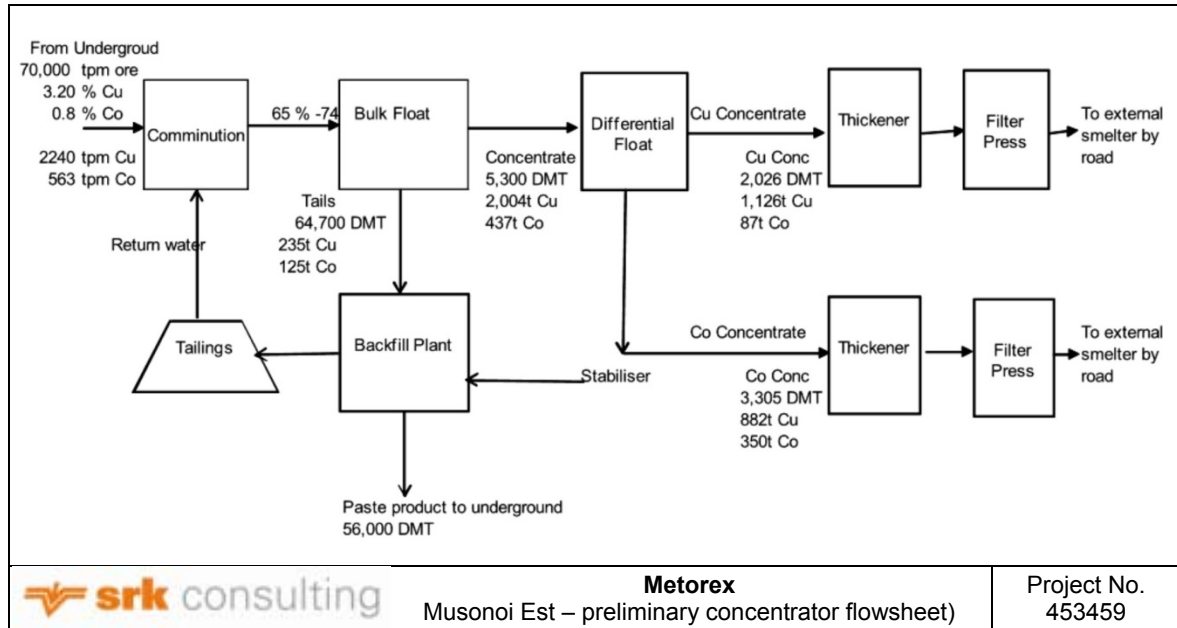 From Undergroud
70,000 tpm ore
3.20 % Cu
0.8 % Co
2240 tpm Cu
563 tpm Co
Comminution
65 % -74
Bulk Float
Concentrate
5,300 DMT
2,004t Cu
437t Co
Differential
Float
Cu Concentrate
Cu Conc
2,026 DMT
1,126t Cu
87t Co
Thickener
Filter
Press
To external
smelter by
road
Tails
64,700 DMT
235t Cu
125t Co
Return water
Tailings
Backfill Plant
Stabiliser
Co Concentrate
Co Conc
3,305 DMT
882t Cu
350t Co
Thickener
Filter
Press
To external
smelter by
road
Paste product to underground
56,000 DMT
srk consulting
Metorex
Musonoi Est – preliminary concentrator flowsheet)
Project No.
453459